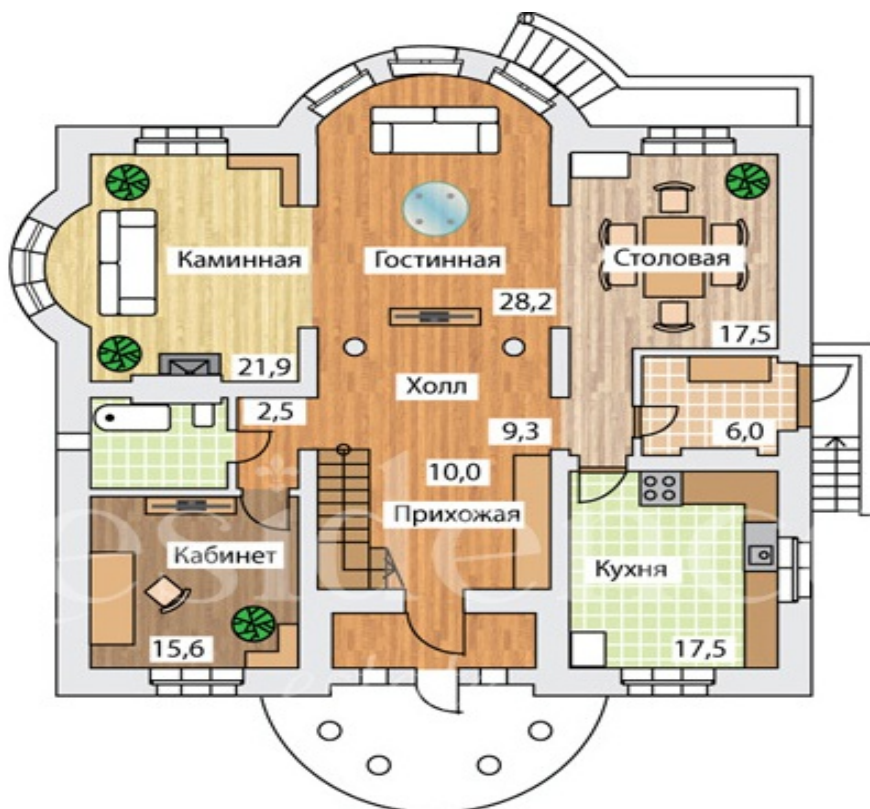 Каминная
Гостинная
Столовая
28,2
17,5
21,9
Холл
2,5
9,3
6,0
10,0
Прихожая
Кабинет
Кухня
15,6
17,5